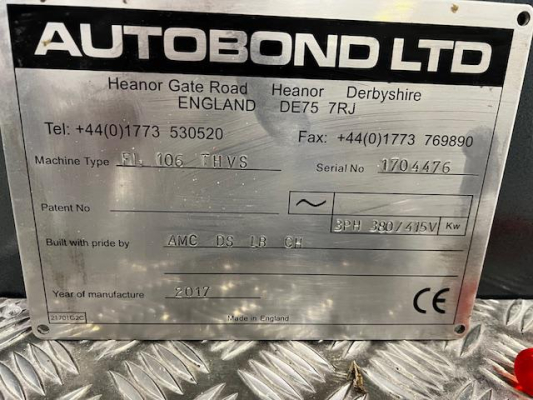 AUTOBOND LTD
Heanor Gate Road Heanor Derbyshire
ENGLAND DE75 7RJ
Tel: +44(0)1773 530520 Fax: +44(0)1773 769890
Machine Type FL 106 THVS Serial No 1704476
Patent No ~
3PH 380/415V Kw
Built with pride by AMC DS LB CH
Year of manufacture 2017 CE
Made in England